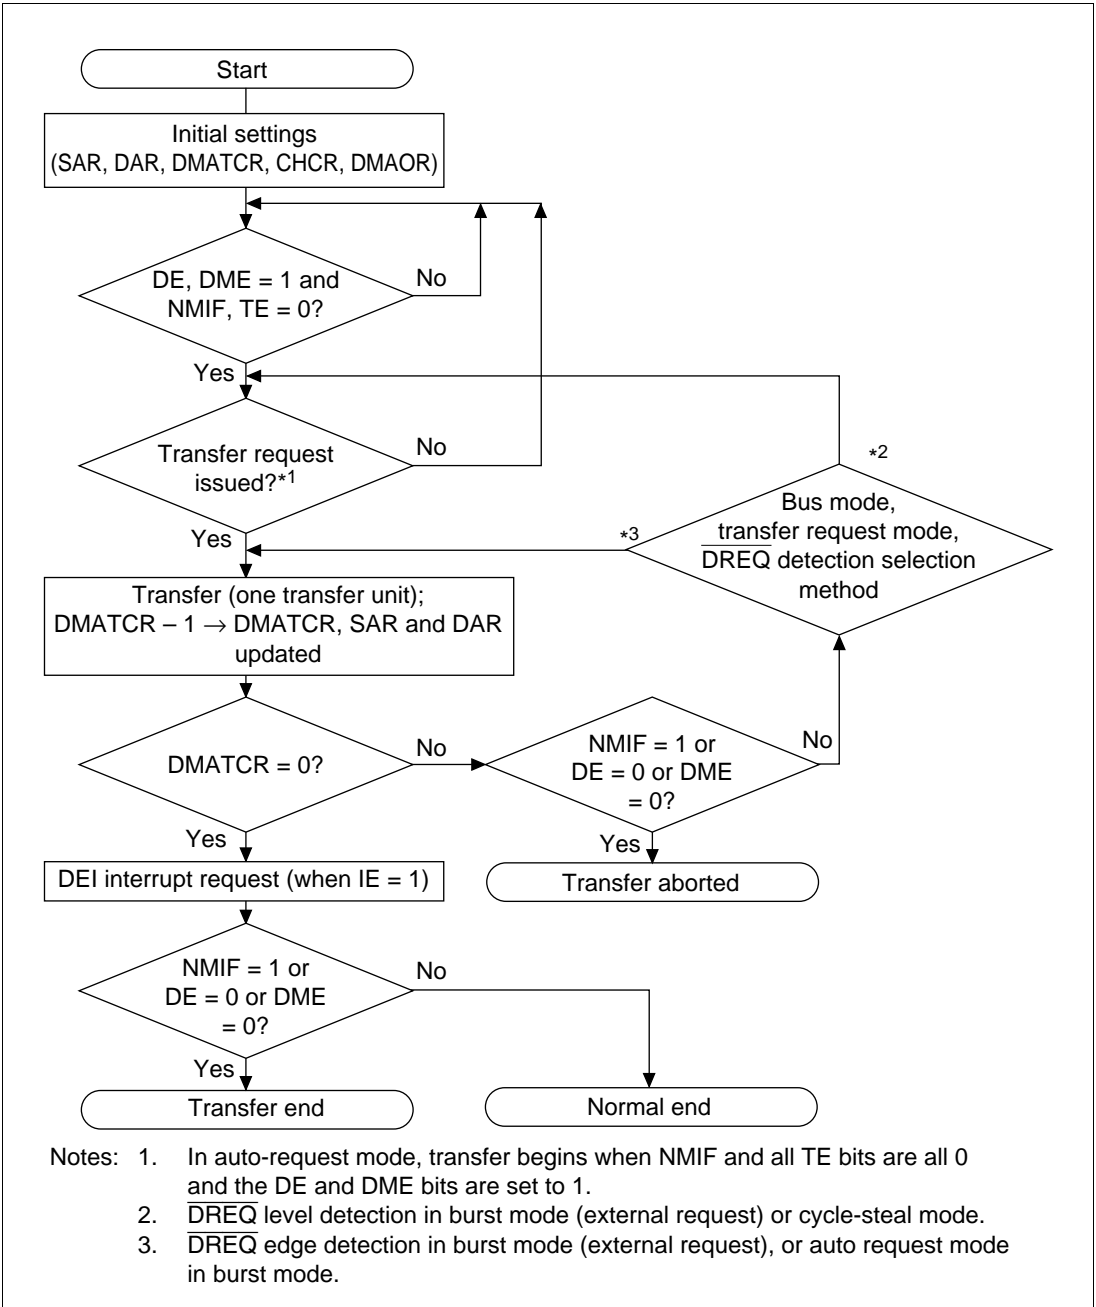 Start
Initial settings
(SAR, DAR, DMATCR, CHCR, DMAOR)
DE, DME = 1 and
NMIF, TE = 0?
No
Yes
Transfer request
issued?*1
No
Yes
*2
Bus mode,
transfer request mode,
DREQ detection selection
method
*3
Transfer (one transfer unit);
DMATCR – 1 → DMATCR, SAR and DAR
updated
DMATCR = 0?
No
Yes
NMIF = 1 or
DE = 0 or DME
= 0?
No
Yes
Transfer aborted
DEI interrupt request (when IE = 1)
NMIF = 1 or
DE = 0 or DME
= 0?
No
Yes
Transfer end
Normal end
Notes: 1. In auto-request mode, transfer begins when NMIF and all TE bits are all 0
and the DE and DME bits are set to 1.
2. DREQ level detection in burst mode (external request) or cycle-steal mode.
3. DREQ edge detection in burst mode (external request), or auto request mode
in burst mode.